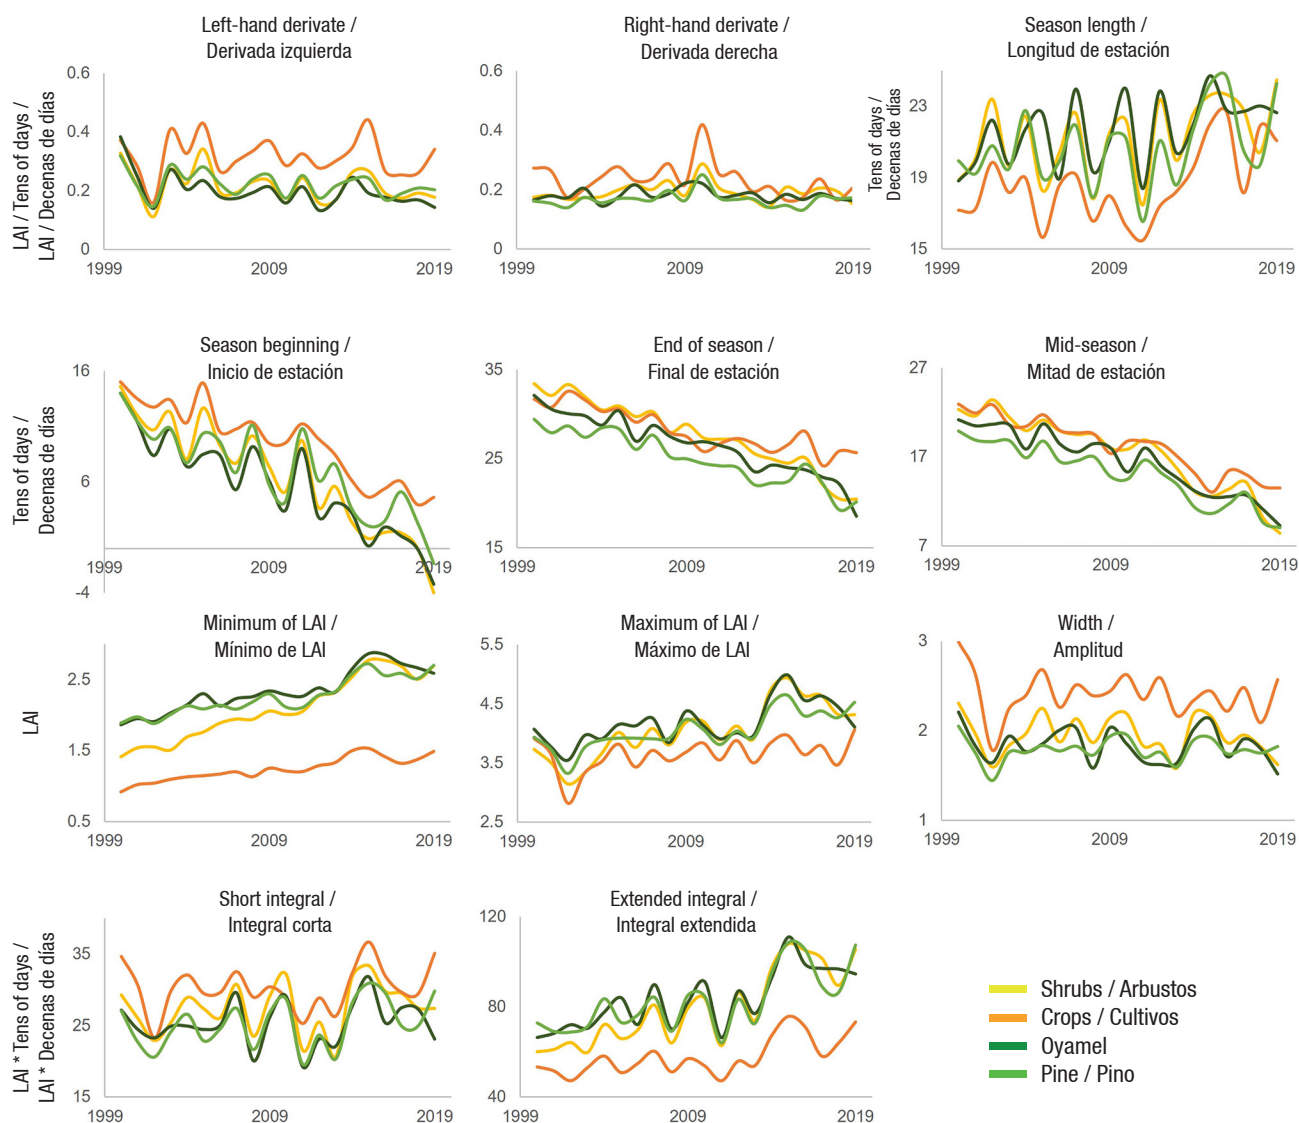 Left-hand derivate /
Derivada izquierda
Right-hand derivate /
Derivada derecha
Season length /
Longitud de estación
LAI / Tens of days /
LAI / Decenas de días
0.6
0.4
0.2
0
1999
2009
2019
0.6
0.4
0.2
0
1999
2009
2019
Tens of days /
Decenas de días
23
19
15
1999
2009
2019
Season beginning /
Inicio de estación
End of season /
Final de estación
Mid-season /
Mitad de estación
Tens of days /
Decenas de días
16
6
-4
1999
2009
2019
35
25
15
1999
2009
2019
27
17
7
1999
2009
2019
Minimum of LAI /
Mínimo de LAI
Maximum of LAI /
Máximo de LAI
Width /
Amplitud
LAI
2.5
1.5
0.5
1999
2009
2019
5.5
4.5
3.5
2.5
1999
2009
2019
3
2
1
1999
2009
2019
Short integral /
Integral corta
Extended integral /
Integral extendida
LAI * Tens of days /
LAI * Decenas de días
35
25
15
1999
2009
2019
120
80
40
1999
2009
2019
Shrubs / Arbustos
Crops / Cultivos
Oyamel
Pine / Pino